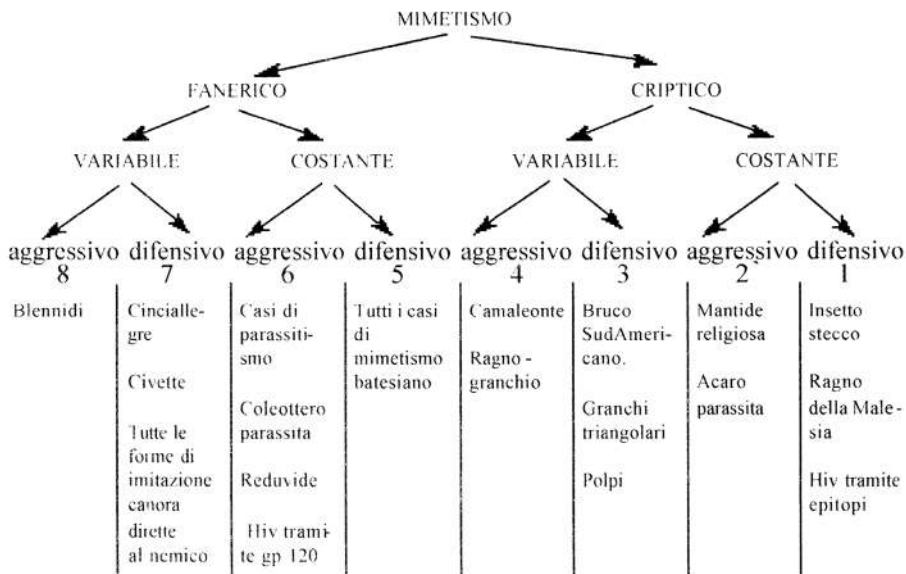 MIMETISMO
FANERICO
CRIPTICO
VARIABILE
COSTANTE
VARIABILE
COSTANTE
aggressivo
8
difensivo
7
aggressivo
6
difensivo
5
aggressivo
4
difensivo
3
aggressivo
2
difensivo
1
Blennidi
Cincialle-
gre
Civette
Tutte le
forme di
imitazione
canora
dirette
al nemico
Casi di
parassiti-
smo
Coleottero
parassita
Reduvide
Hiv trami-
te gp 120
Tutti i casi
di
mimetismo
batesiano
Camaleonte
Ragno -
granchio
Bruco
SudAmeri-
cano.
Granchi
triangolari
Polpi
Mantide
religiosa
Acaro
parassita
Insetto
stecco
Ragno
della Male-
sia
Hiv tramite
epitopi